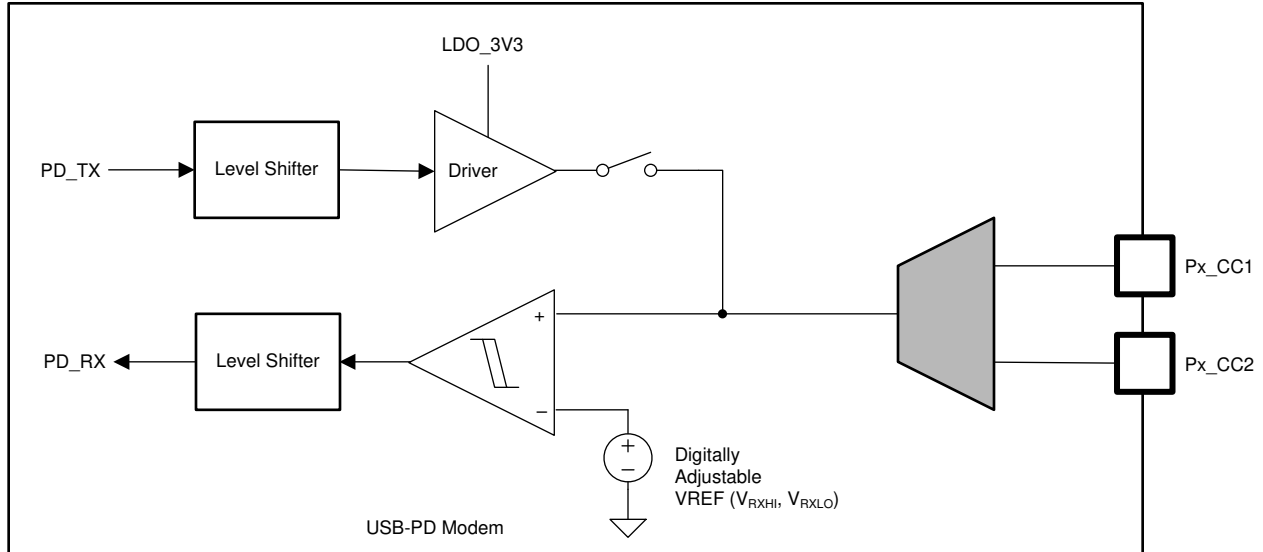 LDO_3V3
PD_TX
Level Shifter
Driver
Px_CC1
+
PD_RX
Level Shifter
−
Px_CC2
+
−
Digitally
Adjustable
VREF (VRXHI, VRXLO)
USB-PD Modem